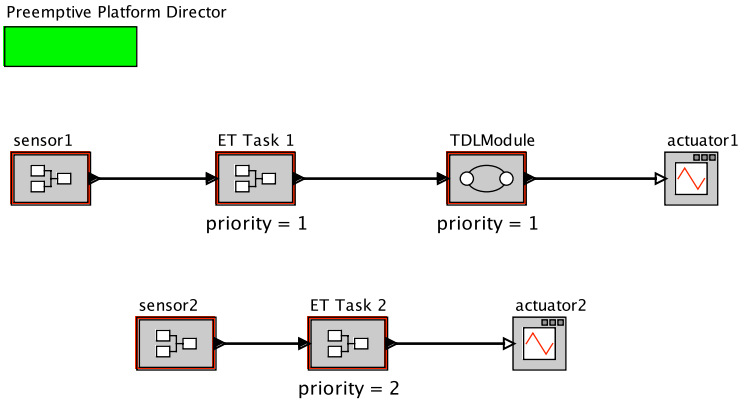 Preemptive Platform Director
sensor1
ET Task 1
TDLModule
actuator1
priority = 1
priority = 1
sensor2
ET Task 2
actuator2
priority = 2